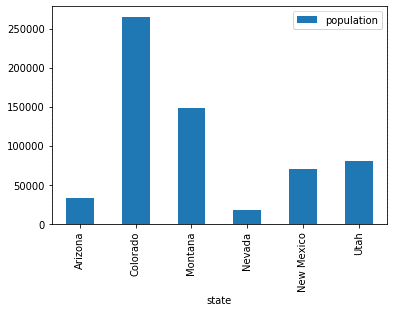 population
250000
200000
150000
100000
50000
0
Arizona
Colorado
Montana
Nevada
New Mexico
Utah
state